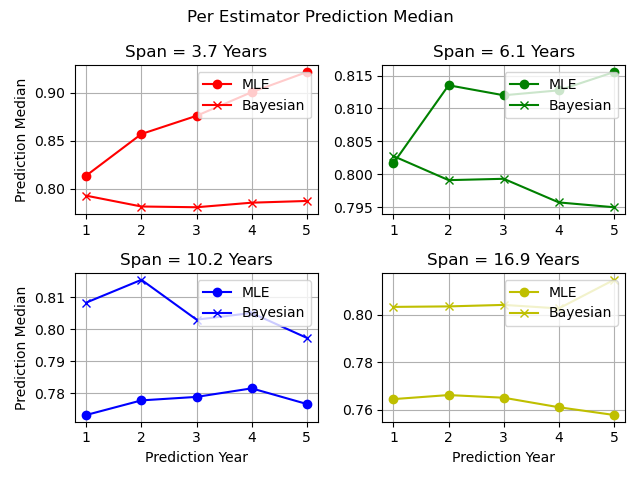 Per Estimator Prediction Median
Span = 3.7 Years
Span = 6.1 Years
Prediction Median
0.90
0.85
0.80
MLE
Bayesian
1 2 3 4 5
0.815
0.810
0.805
0.800
0.795
MLE
Bayesian
1 2 3 4 5
Span = 10.2 Years
Span = 16.9 Years
Prediction Median
0.81
0.80
0.79
0.78
MLE
Bayesian
1 2 3 4 5
Prediction Year
0.80
0.78
0.76
MLE
Bayesian
1 2 3 4 5
Prediction Year